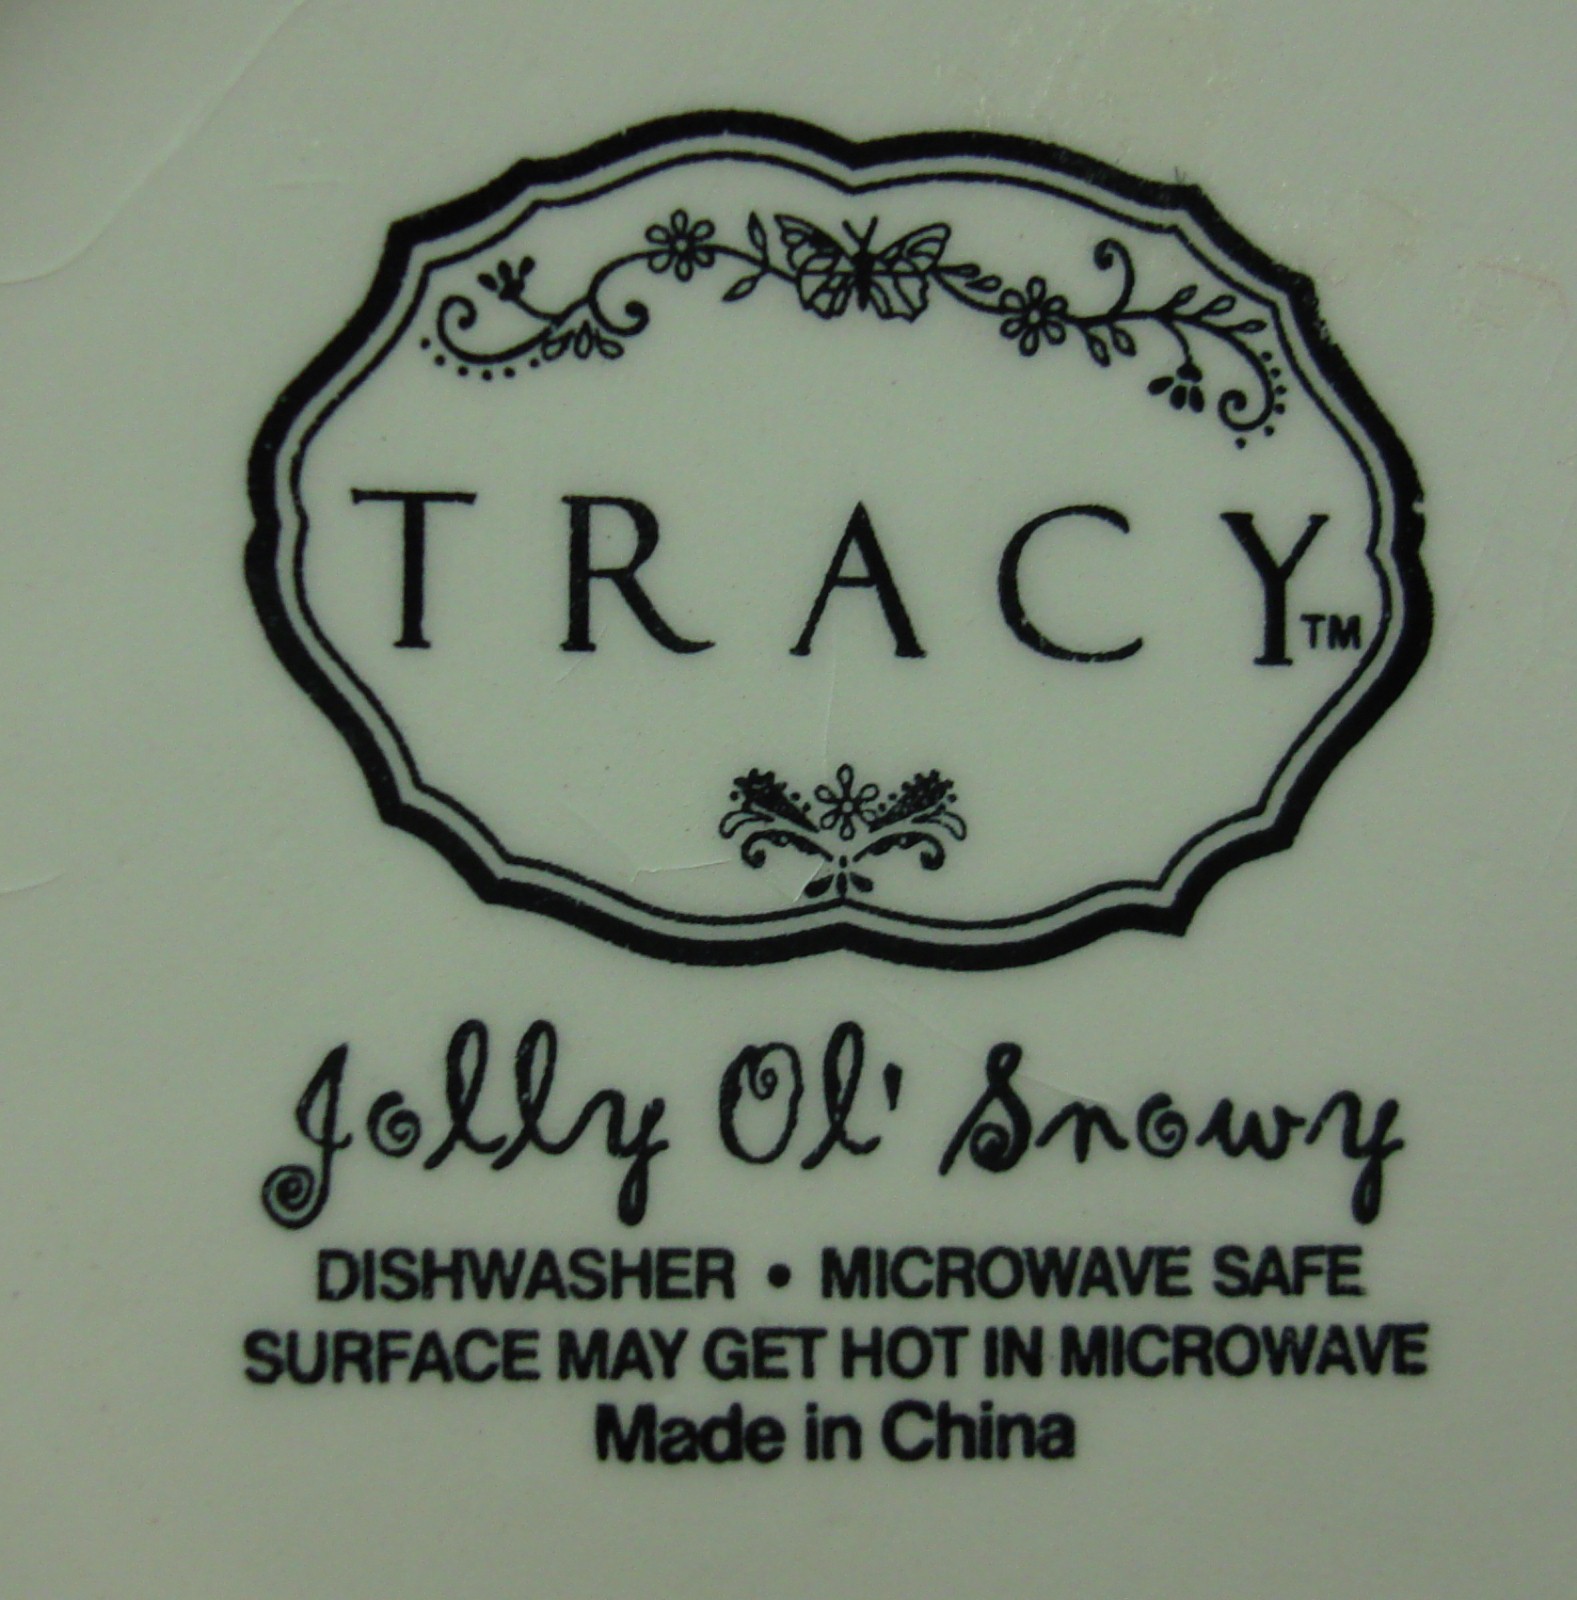 TRACY™
Jolly Ol' Snowy
DISHWASHER • MICROWAVE SAFE
SURFACE MAY GET HOT IN MICROWAVE
Made in China